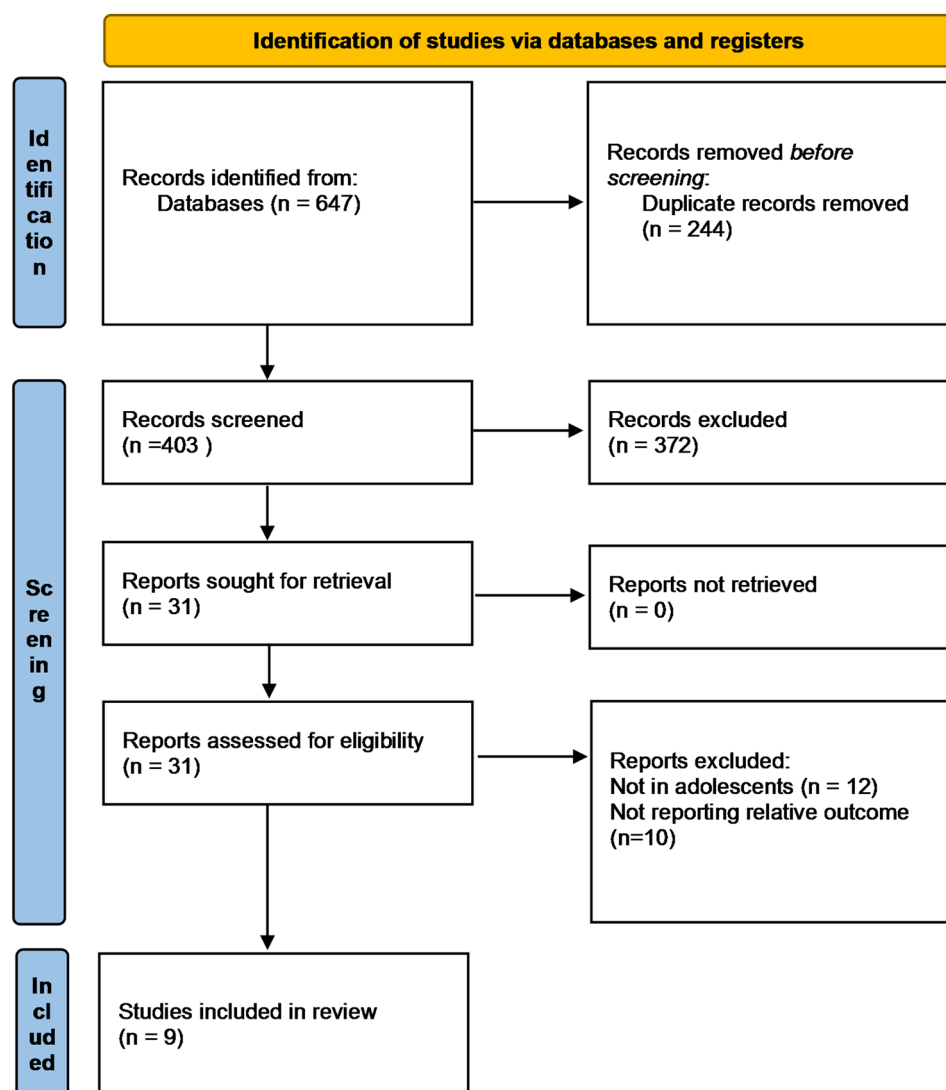 Identification of studies via databases and registers
Id
en
tifi
ca
tio
n
Records identified from:
Databases (n = 647)
Records removed before
screening:
Duplicate records removed
(n = 244)
Sc
re
en
in
g
Records screened
(n =403 )
Records excluded
(n = 372)
Reports sought for retrieval
(n = 31)
Reports not retrieved
(n = 0)
Reports assessed for eligibility
(n = 31)
Reports excluded:
Not in adolescents (n = 12)
Not reporting relative outcome
(n=10)
In
cl
ud
ed
Studies included in review
(n = 9)